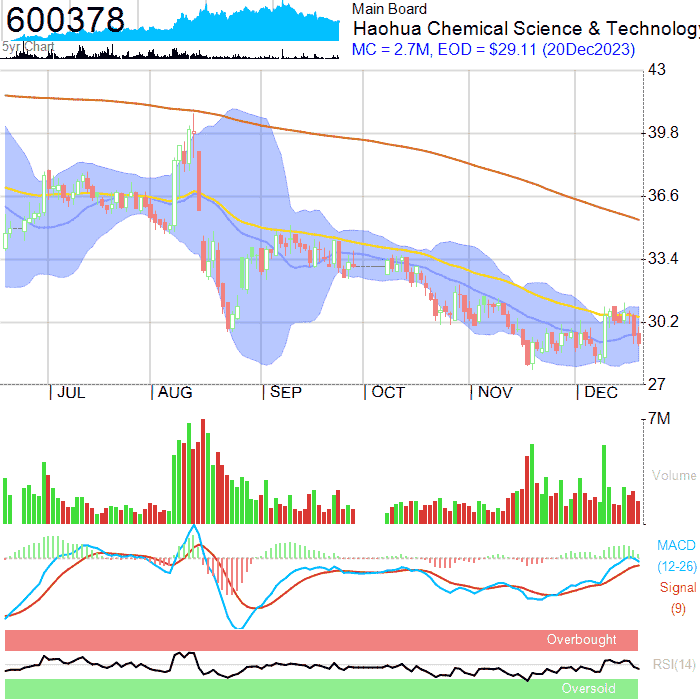 600378
5yr Chart
Main Board
Haohua Chemical Science & Technology
MC = 2.7M, EOD = $29.11 (20Dec2023)
43
39.8
36.6
33.4
30.2
27
JUL AUG SEP OCT NOV DEC
7M
Volume
MACD
(12-26)
Signal
(9)
Overbought
RSI(14)
Oversold